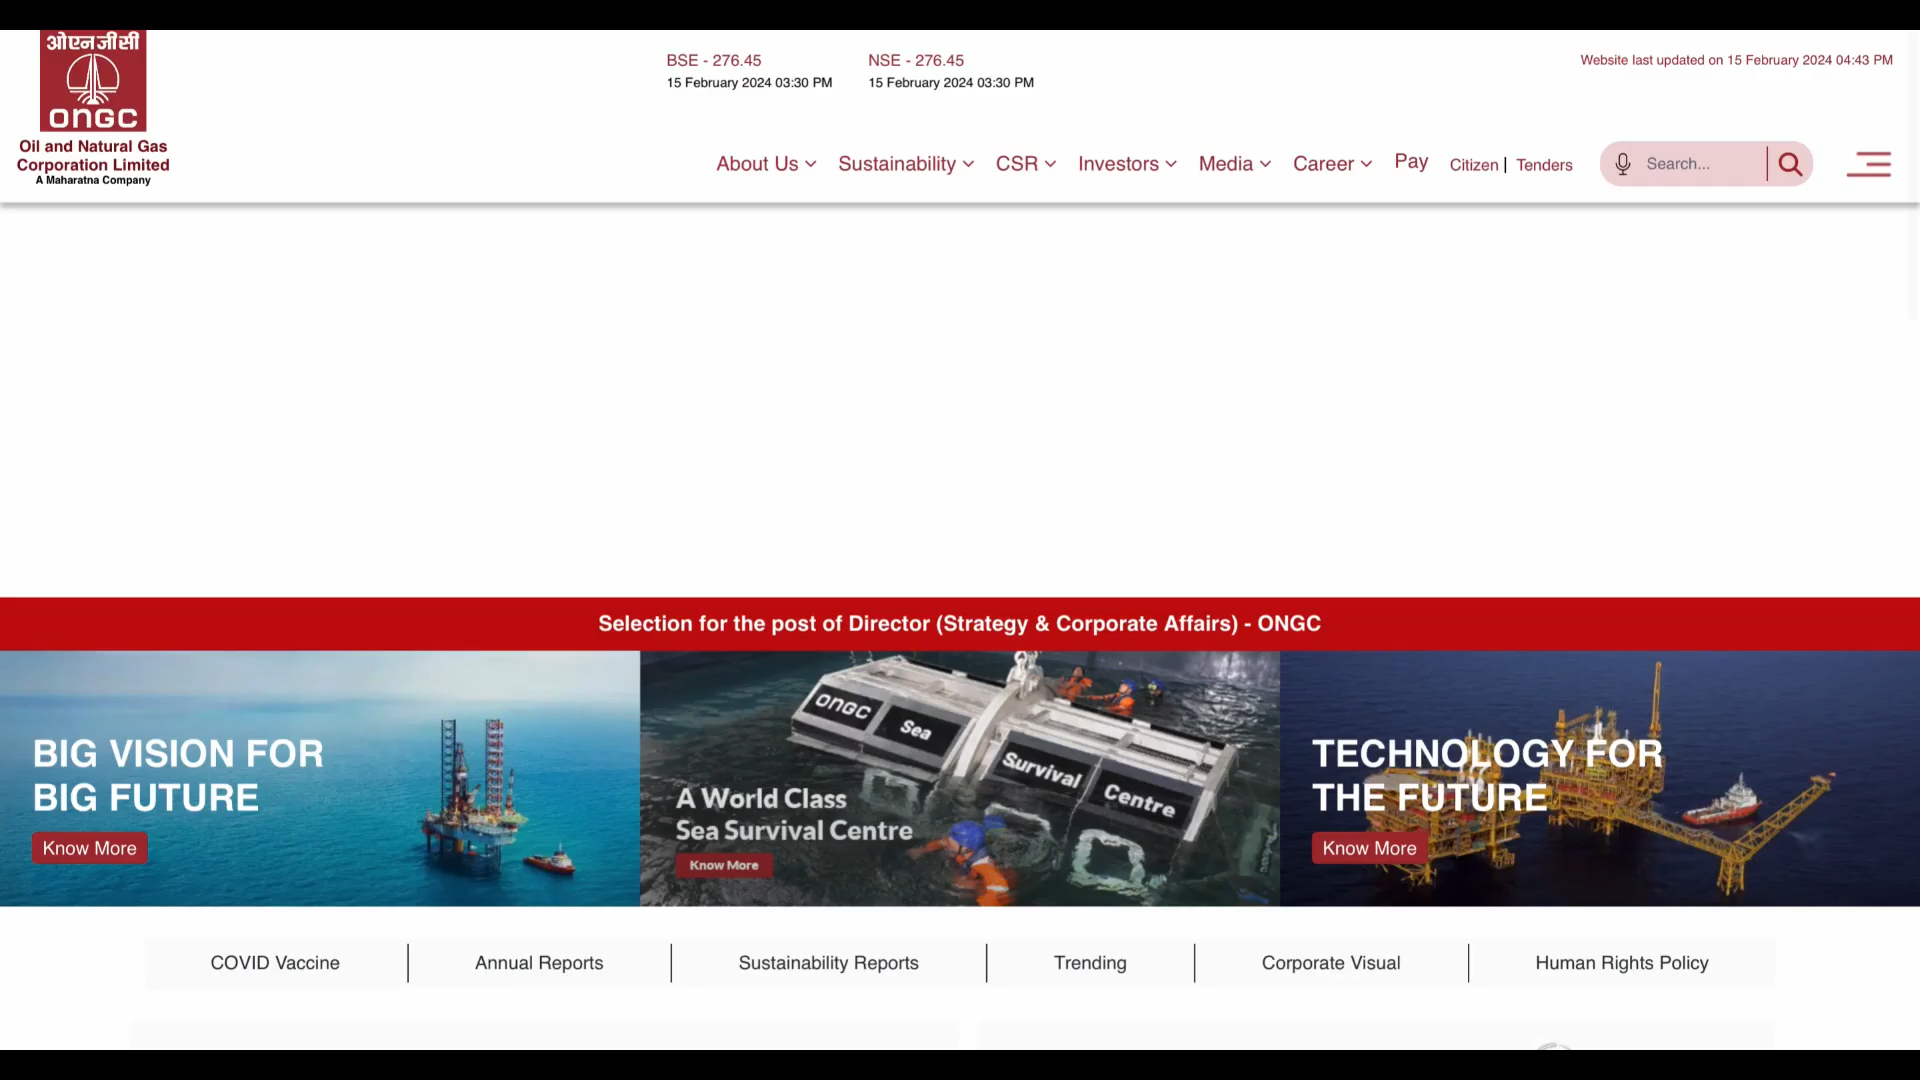 ओएनजीसी
ONGC
Oil and Natural Gas
Corporation Limited
A Maharatna Company
BSE - 276.45
15 February 2024 03:30 PM
NSE - 276.45
15 February 2024 03:30 PM
Website last updated on 15 February 2024 04:43 PM
About Us
Sustainability
CSR
Investors
Media
Career
Pay
Citizen | Tenders
Search...
Selection for the post of Director (Strategy & Corporate Affairs) - ONGC
BIG VISION FOR
BIG FUTURE
Know More
ONGC Sea Survival Centre
A World Class
Sea Survival Centre
Know More
TECHNOLOGY FOR
THE FUTURE
Know More
COVID Vaccine
Annual Reports
Sustainability Reports
Trending
Corporate Visual
Human Rights Policy